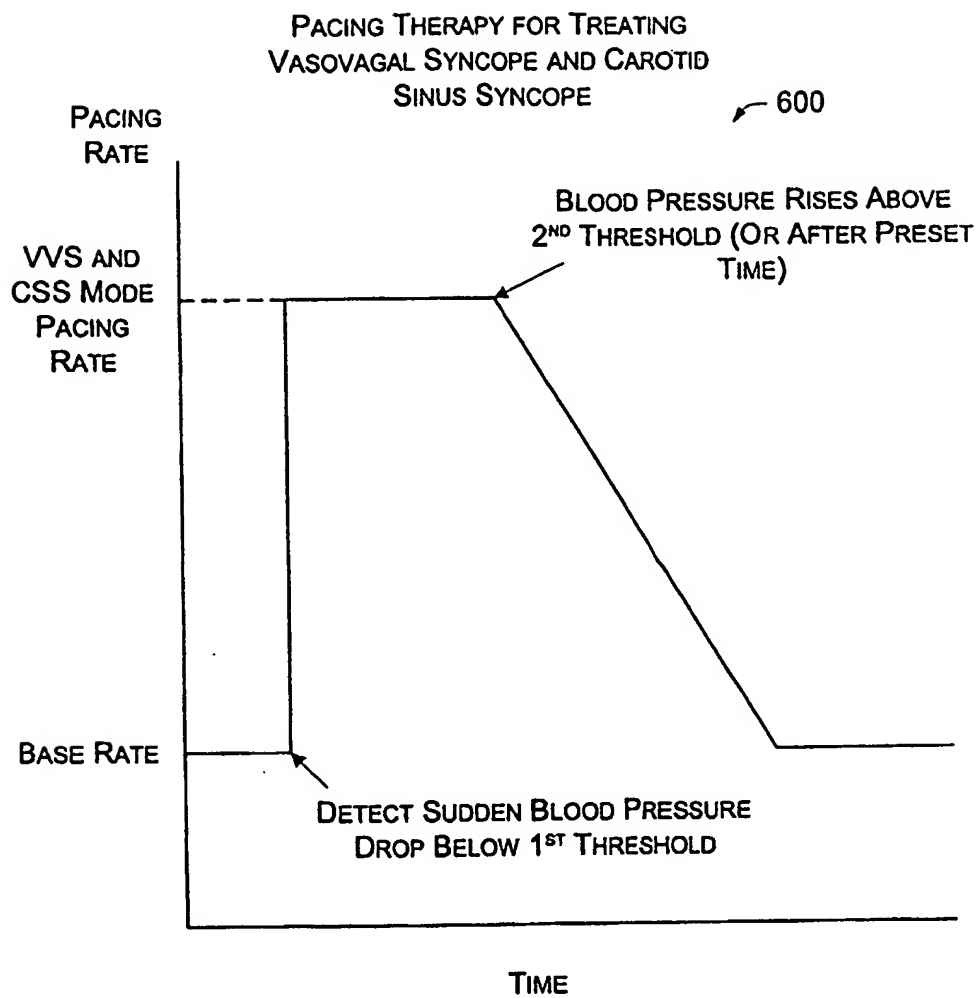 PACING THERAPY FOR TREATING
VASOVAGAL SYNCOPE AND CAROTID
SINUS SYNCOPE
600
PACING
RATE
BLOOD PRESSURE RISES ABOVE
2ND THRESHOLD (OR AFTER PRESET
TIME)
VVS AND
CSS MODE
PACING
RATE
BASE RATE
DETECT SUDDEN BLOOD PRESSURE
DROP BELOW 1ST THRESHOLD
TIME